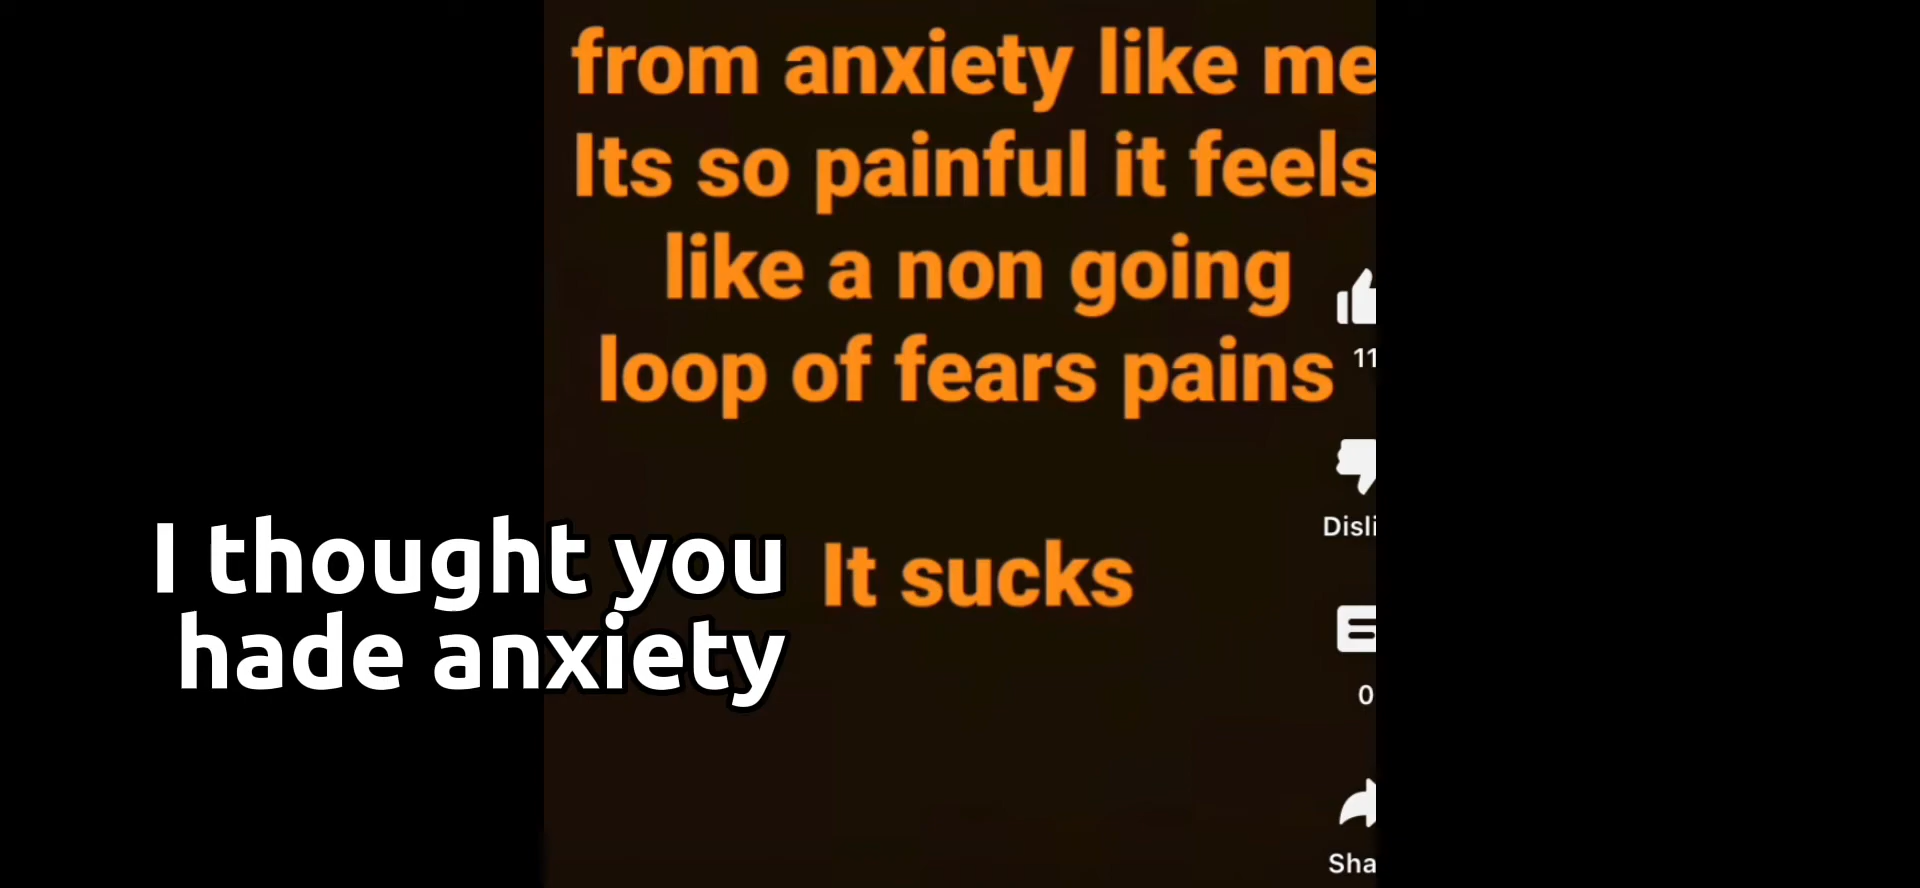 from anxiety like me
Its so painful it feels
like a non going
loop of fears pains
11
Disli
I thought you
hade anxiety
It sucks
0
Sha